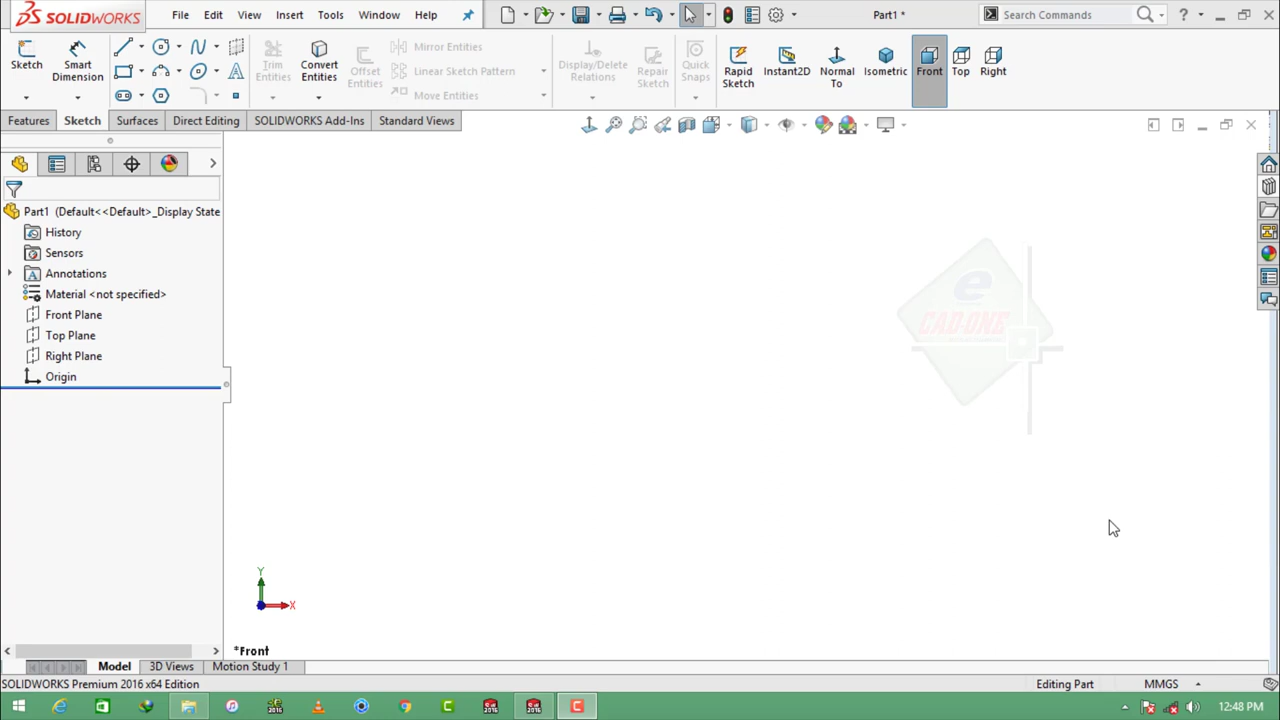 SOLIDWORKS File Edit View Insert Tools Window Help Part1 * Search Commands
Sketch Smart Dimension Trim Entities Convert Entities Offset Entities Mirror Entities Linear Sketch Pattern Move Entities Display/Delete Relations Repair Sketch Quick Snaps Rapid Sketch Instant2D Normal To Isometric Front Top Right
Features Sketch Surfaces Direct Editing SOLIDWORKS Add-Ins Standard Views
Part1 (Default<<Default>_Display State
History
Sensors
Annotations
Material <not specified>
Front Plane
Top Plane
Right Plane
Origin
e
CAD-ONE
Y
X
*Front
Model 3D Views Motion Study 1
SOLIDWORKS Premium 2016 x64 Edition Editing Part MMGS
12:48 PM